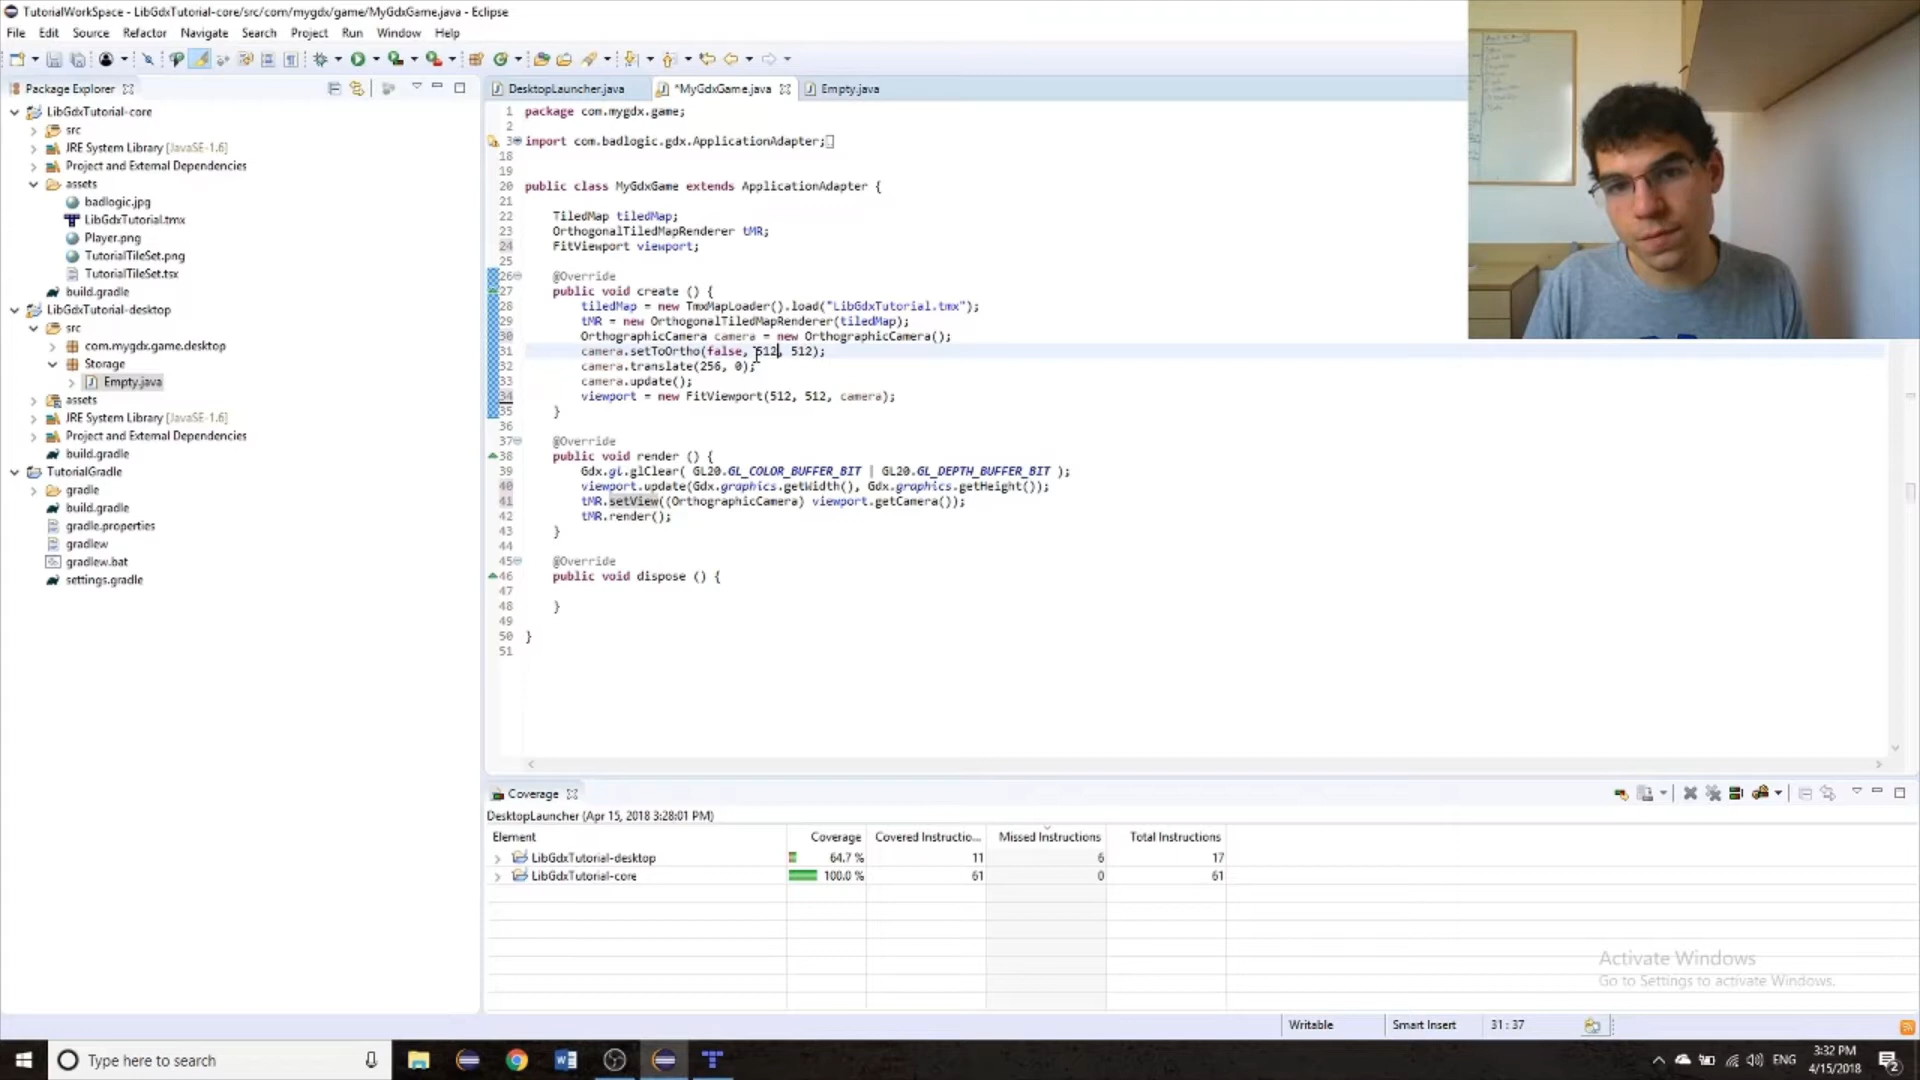 TutorialWorkSpace - LibGdxTutorial-core/src/com/mygdx/game/MyGdxGame.java - Eclipse
File Edit Source Refactor Navigate Search Project Run Window Help
Package Explorer
LibGdxTutorial-core
src
JRE System Library [JavaSE-1.6]
Project and External Dependencies
assets
badlogic.jpg
LibGdxTutorial.tmx
Player.png
TutorialTileSet.png
TutorialTileSet.tsx
build.gradle
LibGdxTutorial-desktop
src
com.mygdx.game.desktop
Storage
Empty.java
assets
JRE System Library [JavaSE-1.6]
Project and External Dependencies
build.gradle
TutorialGradle
gradle
build.gradle
gradle.properties
gradlew
gradlew.bat
settings.gradle
DesktopLauncher.java *MyGdxGame.java Empty.java
1 package com.mygdx.game;
2
3 import com.badlogic.gdx.ApplicationAdapter;
18
19
20 public class MyGdxGame extends ApplicationAdapter {
21
22 TiledMap tiledMap;
23 OrthogonalTiledMapRenderer tMR;
24 FitViewport viewport;
25
26 @Override
27 public void create () {
28 tiledMap = new TmxMapLoader().load("LibGdxTutorial.tmx");
29 tMR = new OrthogonalTiledMapRenderer(tiledMap);
30 OrthographicCamera camera = new OrthographicCamera();
31 camera.setToOrtho(false, 512, 512);
32 camera.translate(256, 0);
33 camera.update();
34 viewport = new FitViewport(512, 512, camera);
35 }
36
37 @Override
38 public void render () {
39 Gdx.gl.glClear( GL20.GL_COLOR_BUFFER_BIT | GL20.GL_DEPTH_BUFFER_BIT );
40 viewport.update(Gdx.graphics.getWidth(), Gdx.graphics.getHeight());
41 tMR.setView((OrthographicCamera) viewport.getCamera());
42 tMR.render();
43 }
44
45 @Override
46 public void dispose () {
47
48 }
49
50 }
51
Coverage
DesktopLauncher (Apr 15, 2018 3:28:01 PM)
Element Coverage Covered Instructio... Missed Instructions Total Instructions
LibGdxTutorial-desktop 64.7 % 11 6 17
LibGdxTutorial-core 100.0 % 61 0 61
Activate Windows
Go to Settings to activate Windows.
Writable Smart Insert 31 : 37
Type here to search
ENG
3:32 PM
4/15/2018
2